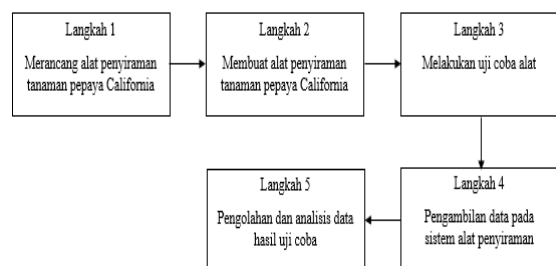 Langkah 1
Merancang alat penyiraman
tanaman pepaya California
Langkah 2
Membuat alat penyiraman
tanaman pepaya California
Langkah 3
Melakukan uji coba alat
Langkah 4
Pengambilan data pada
sistem alat penyiraman
Langkah 5
Pengolahan dan analisis data
hasil uji coba